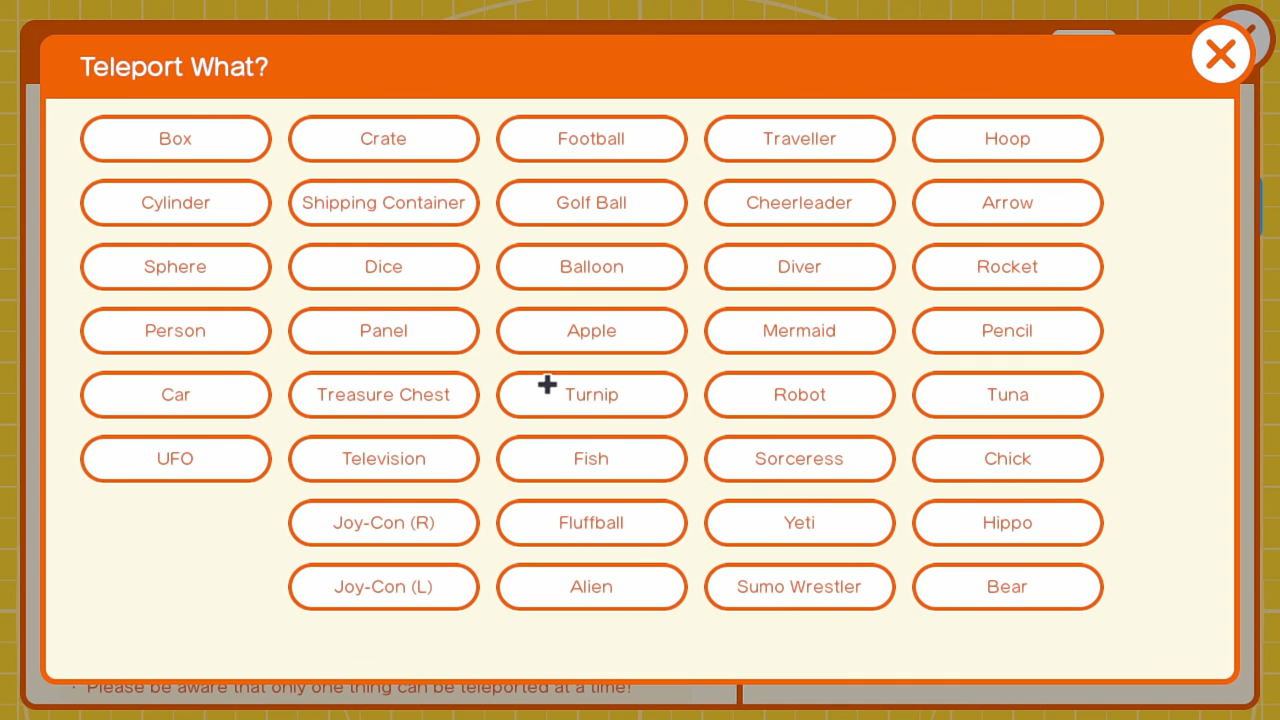 Teleport What?
Box
Crate
Football
Traveller
Hoop
Cylinder
Shipping Container
Golf Ball
Cheerleader
Arrow
Sphere
Dice
Balloon
Diver
Rocket
Person
Panel
Apple
Mermaid
Pencil
Car
Treasure Chest
Turnip
Robot
Tuna
UFO
Television
Fish
Sorceress
Chick
Joy-Con (R)
Fluffball
Yeti
Hippo
Joy-Con (L)
Alien
Sumo Wrestler
Bear
· Please be aware that only one thing can be teleported at a time!